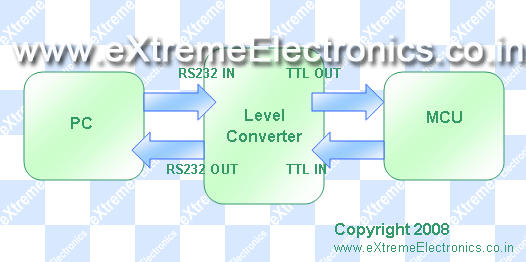 www.eXtremeElectronics.co.in
RS232 IN
TTL OUT
PC
Level
Converter
MCU
RS232 OUT
TTL IN
Copyright 2008
www.eXtremeElectronics.co.in